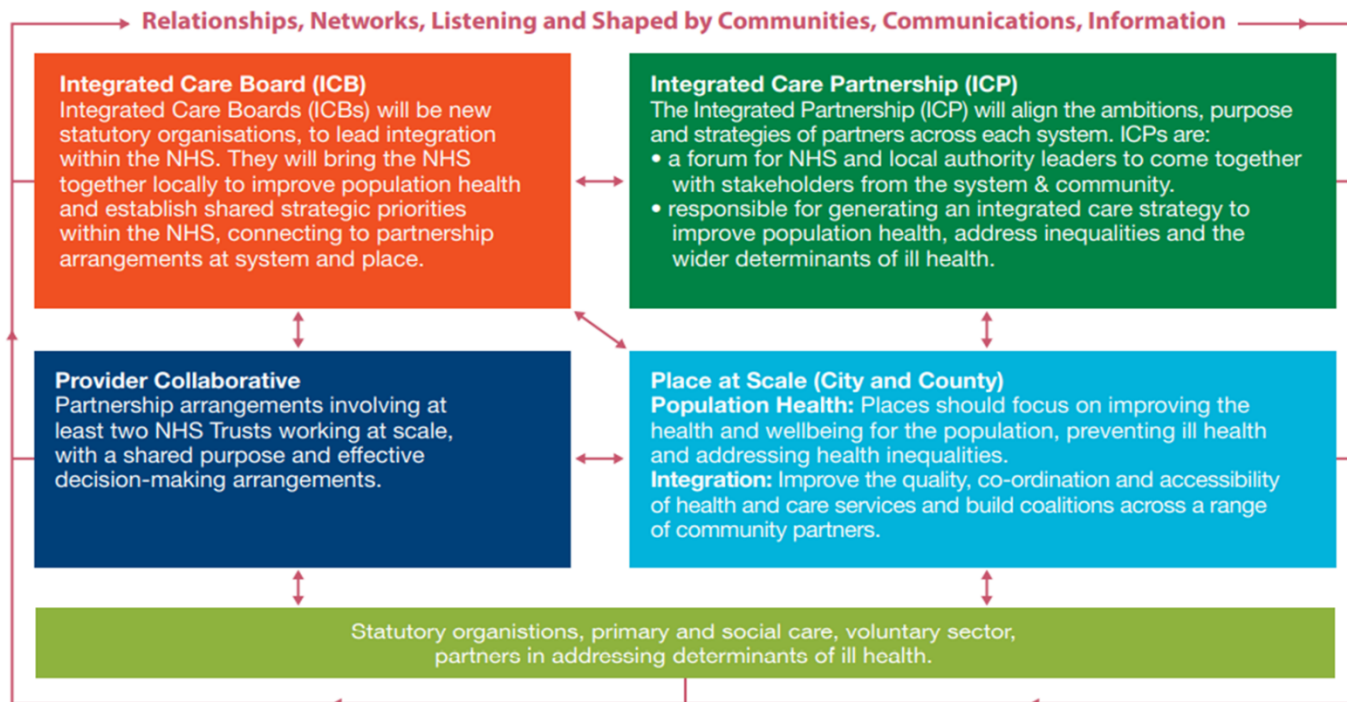 Relationships, Networks, Listening and Shaped by Communities, Communications, Information
Integrated Care Board (ICB)
Integrated Care Boards (ICBs) will be new
statutory organisations, to lead integration
within the NHS. They will bring the NHS
together locally to improve population health
and establish shared strategic priorities
within the NHS, connecting to partnership
arrangements at system and place.
Integrated Care Partnership (ICP)
The Integrated Partnership (ICP) will align the ambitions, purpose
and strategies of partners across each system. ICPs are:
• a forum for NHS and local authority leaders to come together
with stakeholders from the system & community.
• responsible for generating an integrated care strategy to
improve population health, address inequalities and the
wider determinants of ill health.
Provider Collaborative
Partnership arrangements involving at
least two NHS Trusts working at scale,
with a shared purpose and effective
decision-making arrangements.
Place at Scale (City and County)
Population Health: Places should focus on improving the
health and wellbeing for the population, preventing ill health
and addressing health inequalities.
Integration: Improve the quality, co-ordination and accessibility
of health and care services and build coalitions across a range
of community partners.
Statutory organistions, primary and social care, voluntary sector,
partners in addressing determinants of ill health.